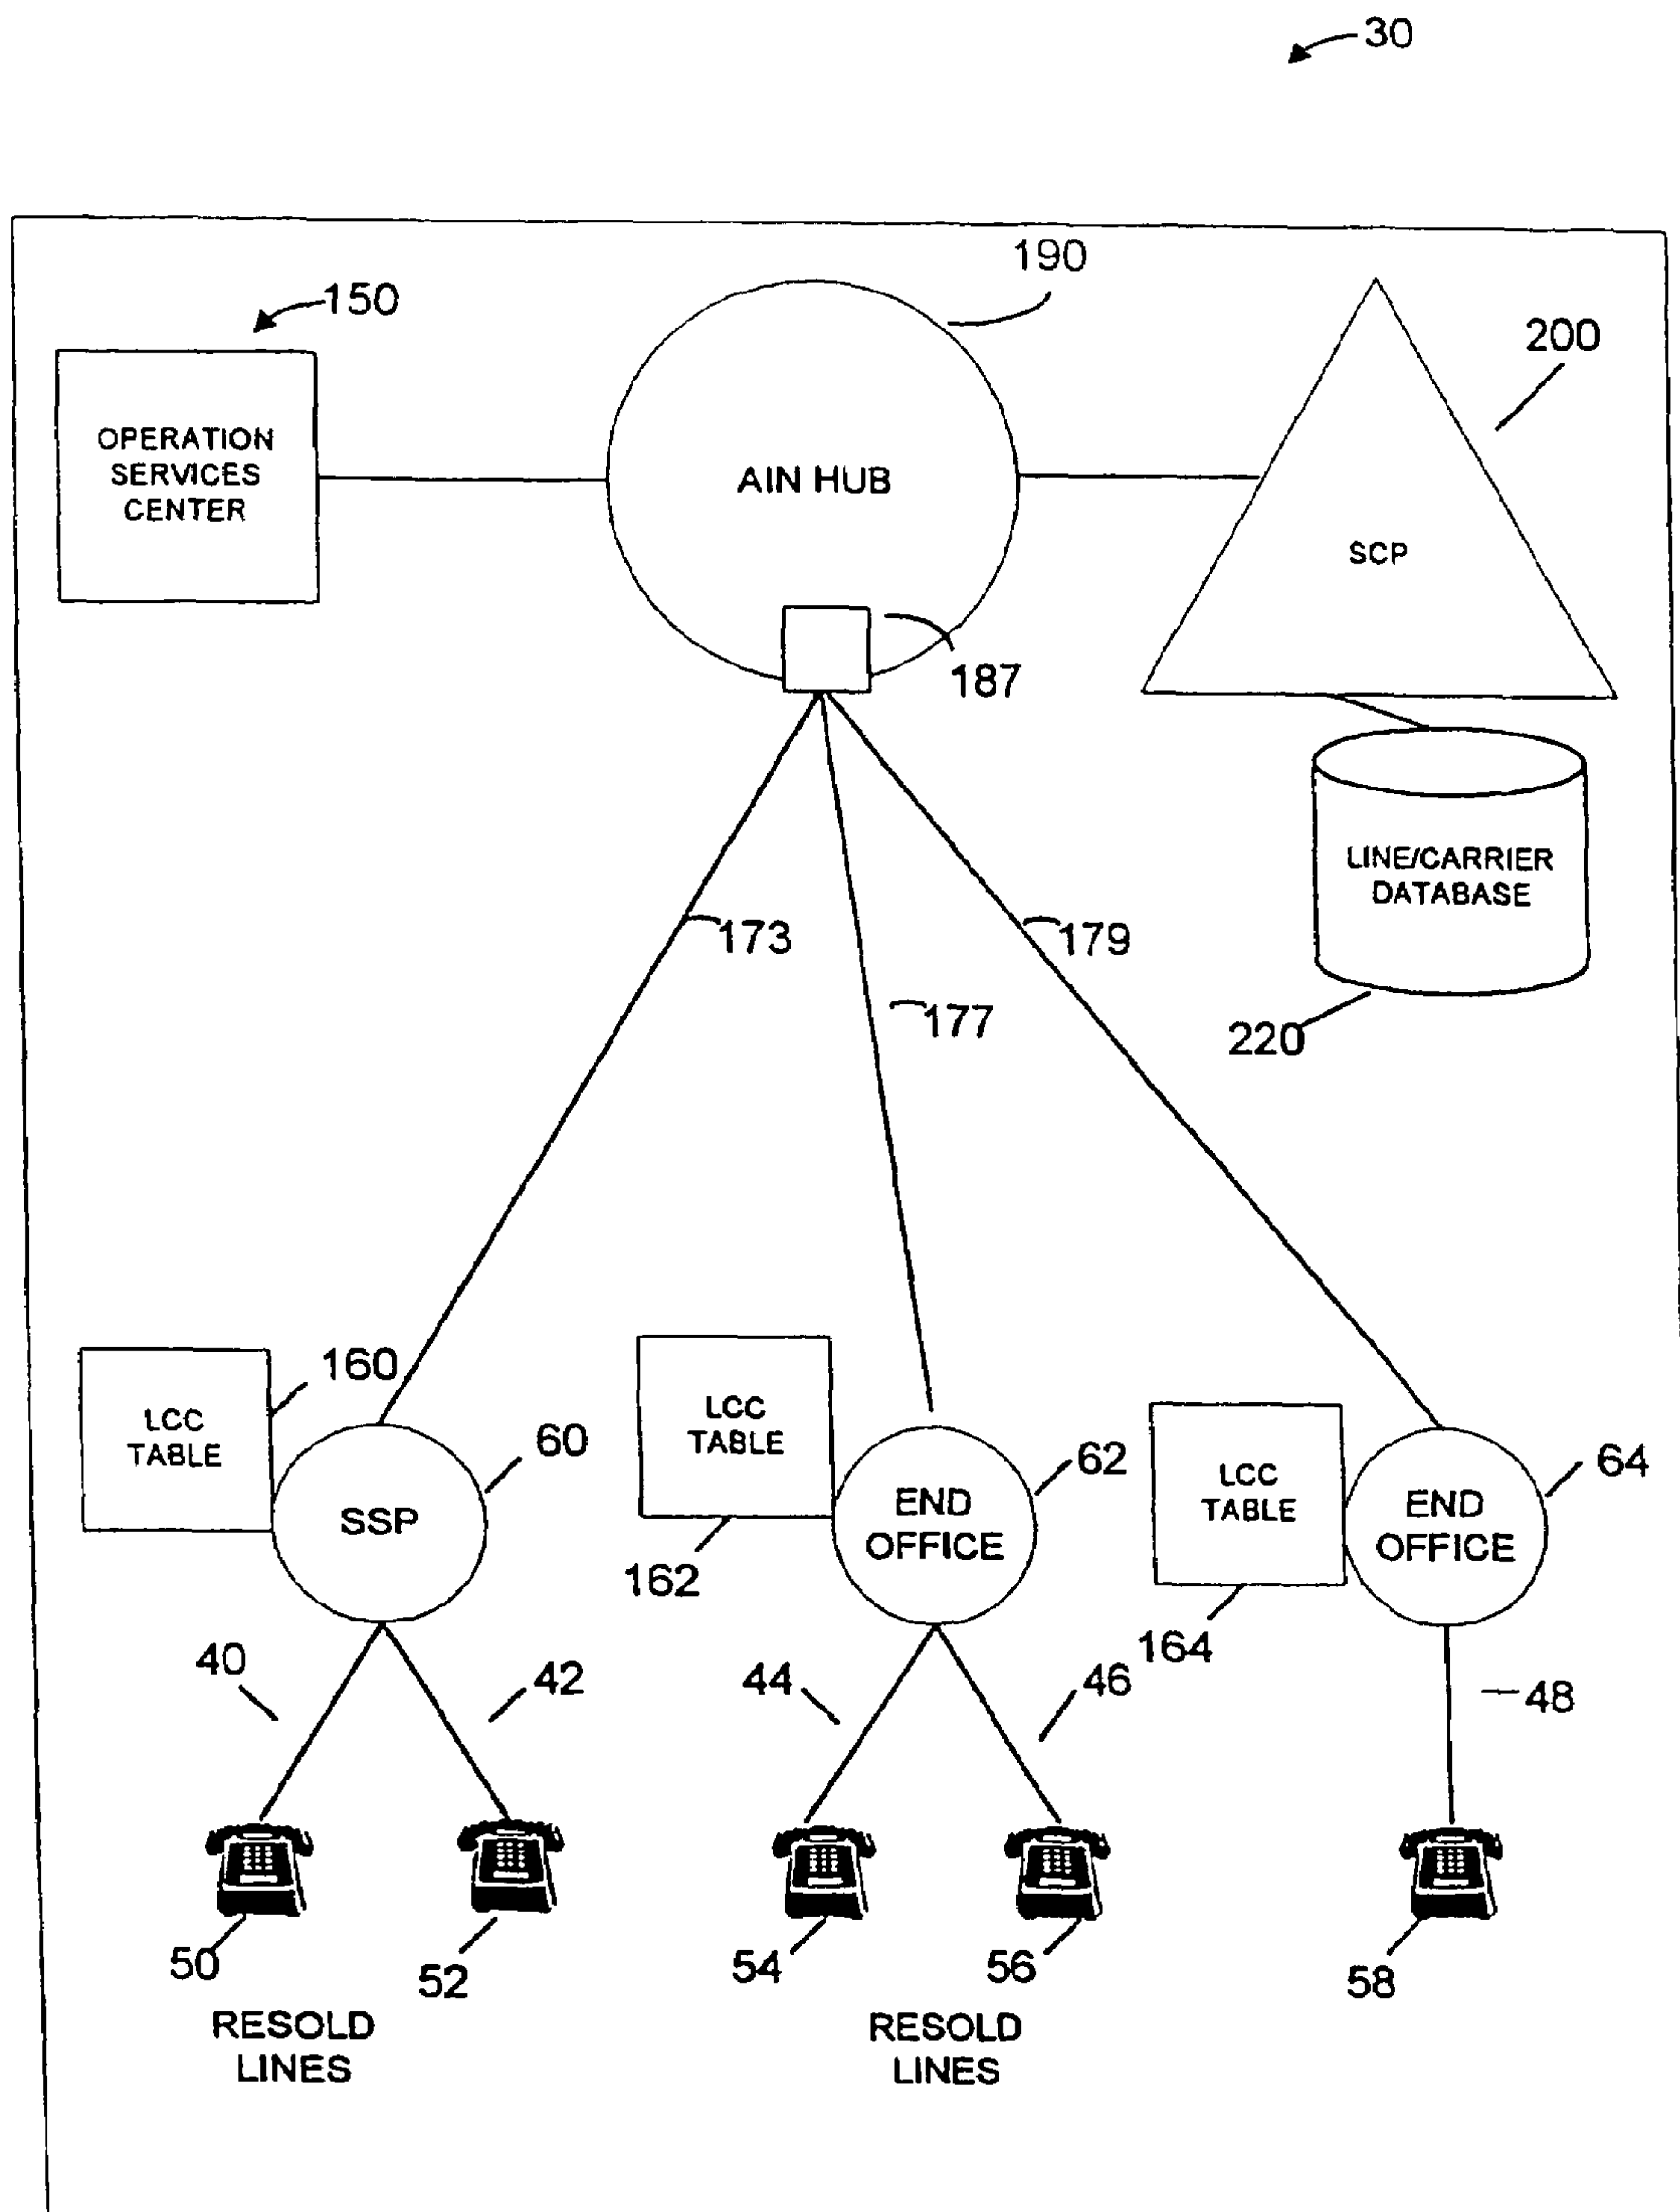 30
190
150
200
OPERATION
SERVICES
CENTER
AIN HUB
SCP
187
LINE/CARRIER
DATABASE
173
179
177
220
160
LCC
TABLE
60
SSP
LCC
TABLE
162
62
END
OFFICE
LCC
TABLE
164
64
END
OFFICE
40
42
44
46
48
50
52
54
56
58
RESOLD
LINES
RESOLD
LINES